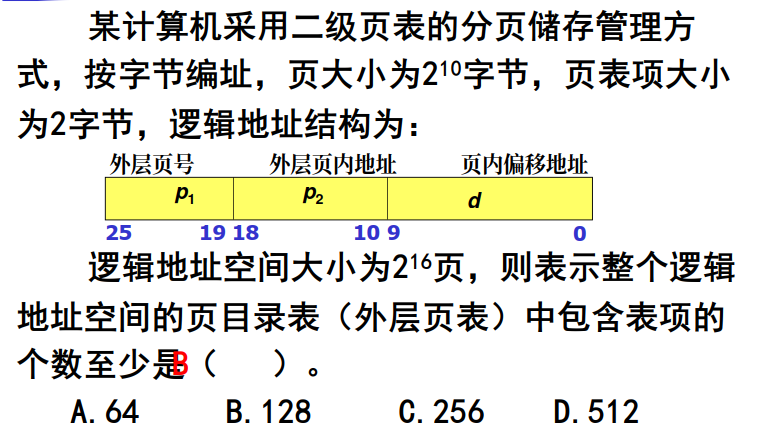 某计算机采用二级页表的分页储存管理方
式，按字节编址，页大小为2¹⁰字节，页表项大小
为2字节，逻辑地址结构为：
外层页号 外层页内地址 页内偏移地址
p₁ p₂ d
25 19 18 10 9 0
逻辑地址空间大小为2¹⁶页，则表示整个逻辑
地址空间的页目录表（外层页表）中包含表项的
个数至少是B（ ）。
A.64 B.128 C.256 D.512